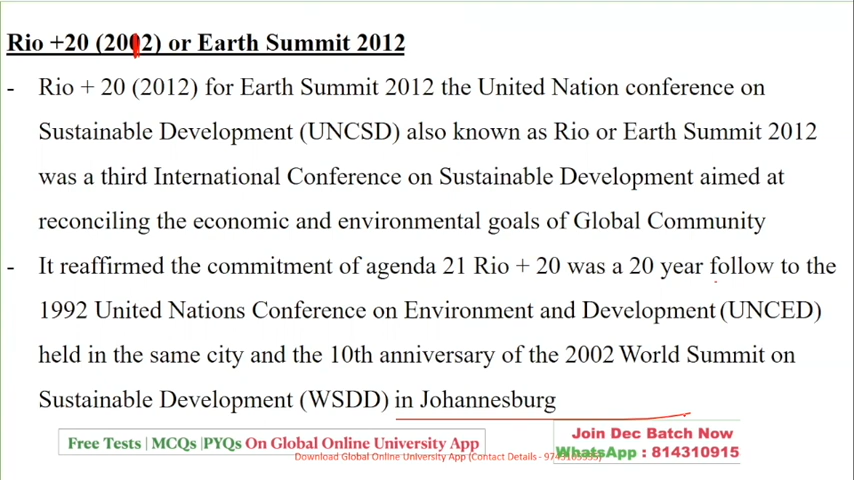 Rio +20 (2002) or Earth Summit 2012
- Rio + 20 (2012) for Earth Summit 2012 the United Nation conference on
Sustainable Development (UNCSD) also known as Rio or Earth Summit 2012
was a third International Conference on Sustainable Development aimed at
reconciling the economic and environmental goals of Global Community
- It reaffirmed the commitment of agenda 21 Rio + 20 was a 20 year follow to the
1992 United Nations Conference on Environment and Development (UNCED)
held in the same city and the 10th anniversary of the 2002 World Summit on
Sustainable Development (WSDD) in Johannesburg
Free Tests | MCQs |PYQs On Global Online University App
Join Dec Batch Now
WhatsApp : 814310915
Download Global Online University App (Contact Details -